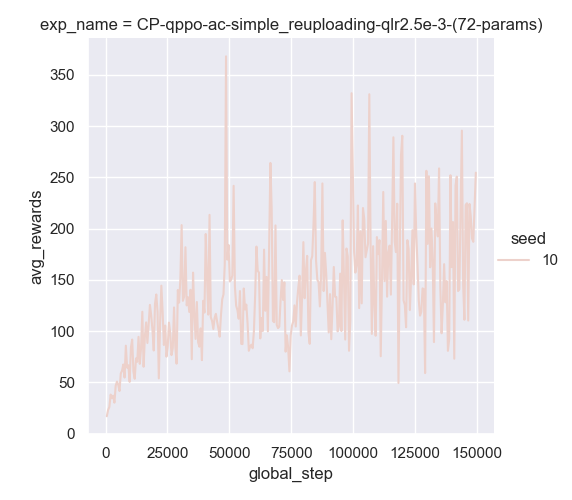 exp_name = CP-qppo-ac-simple_reuploading-qlr2.5e-3-(72-params)
350
300
250
200
150
100
50
0
avg_rewards
0 25000 50000 75000 100000 125000 150000
global_step
seed
10